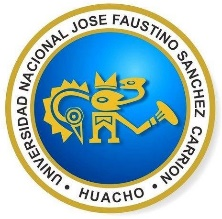 UNIVERSIDAD NACIONAL JOSE FAUSTINO SANCHEZ CARRION
• HUACHO •